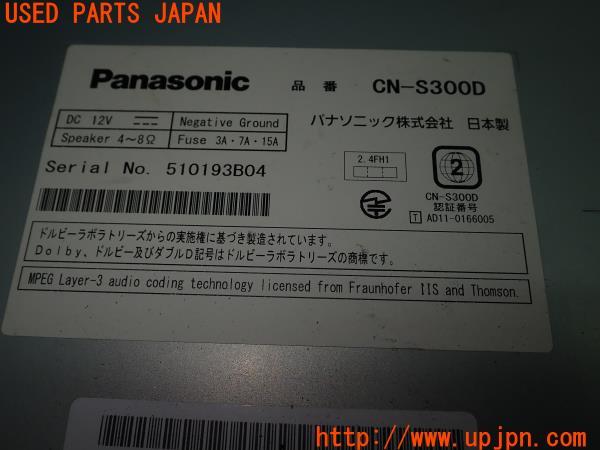 USED PARTS JAPAN
Panasonic 品番 CN-S300D
DC 12V Negative Ground
Speaker 4~8Ω Fuse 3A・7A・15A
パナソニック株式会社 日本製
Serial No. 510193B04
2.4FH1
2
CN-S300D
認証番号
T AD11-0166005
ドルビーラボラトリーズからの実施権に基づき製造されています。
Dolby、ドルビー及びダブルD記号はドルビーラボラトリーズの商標です。
MPEG Layer-3 audio coding technology licensed from Fraunhofer IIS and Thomson.
http://www.upjpn.com